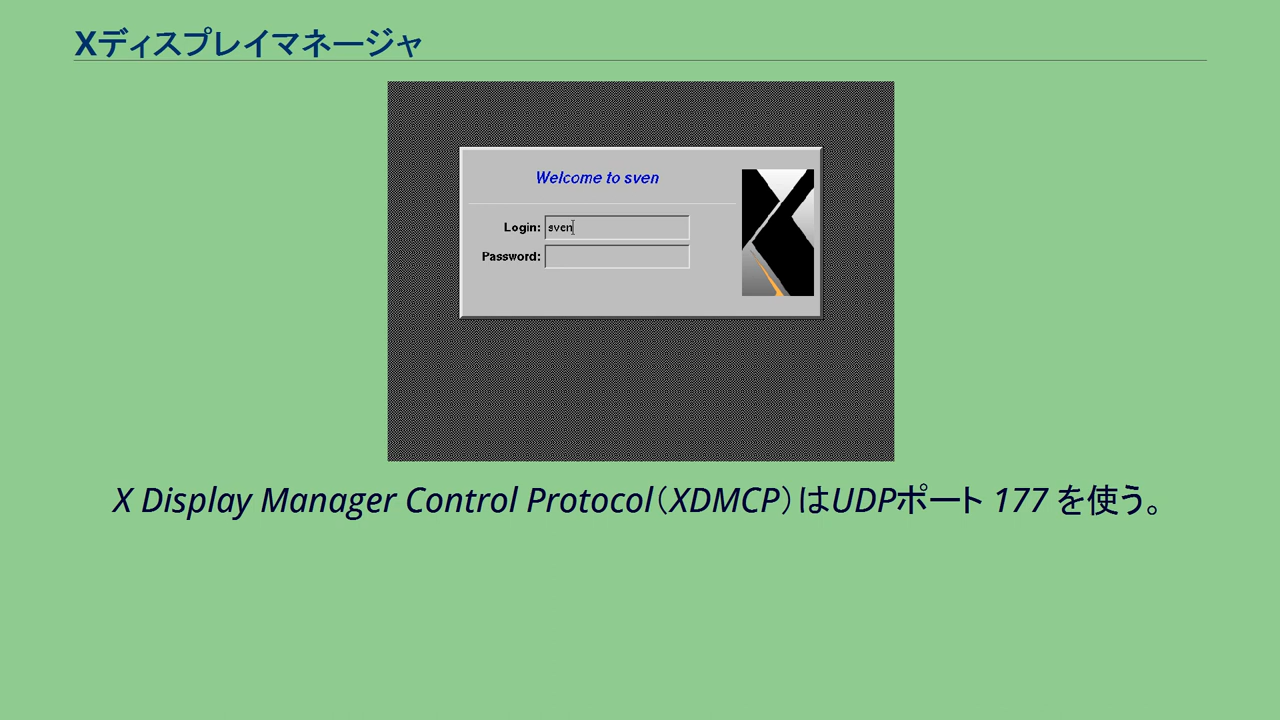 Xディスプレイマネージャ
Welcome to sven
Login: sven
Password:
X Display Manager Control Protocol（XDMCP）はUDPポート 177 を使う。